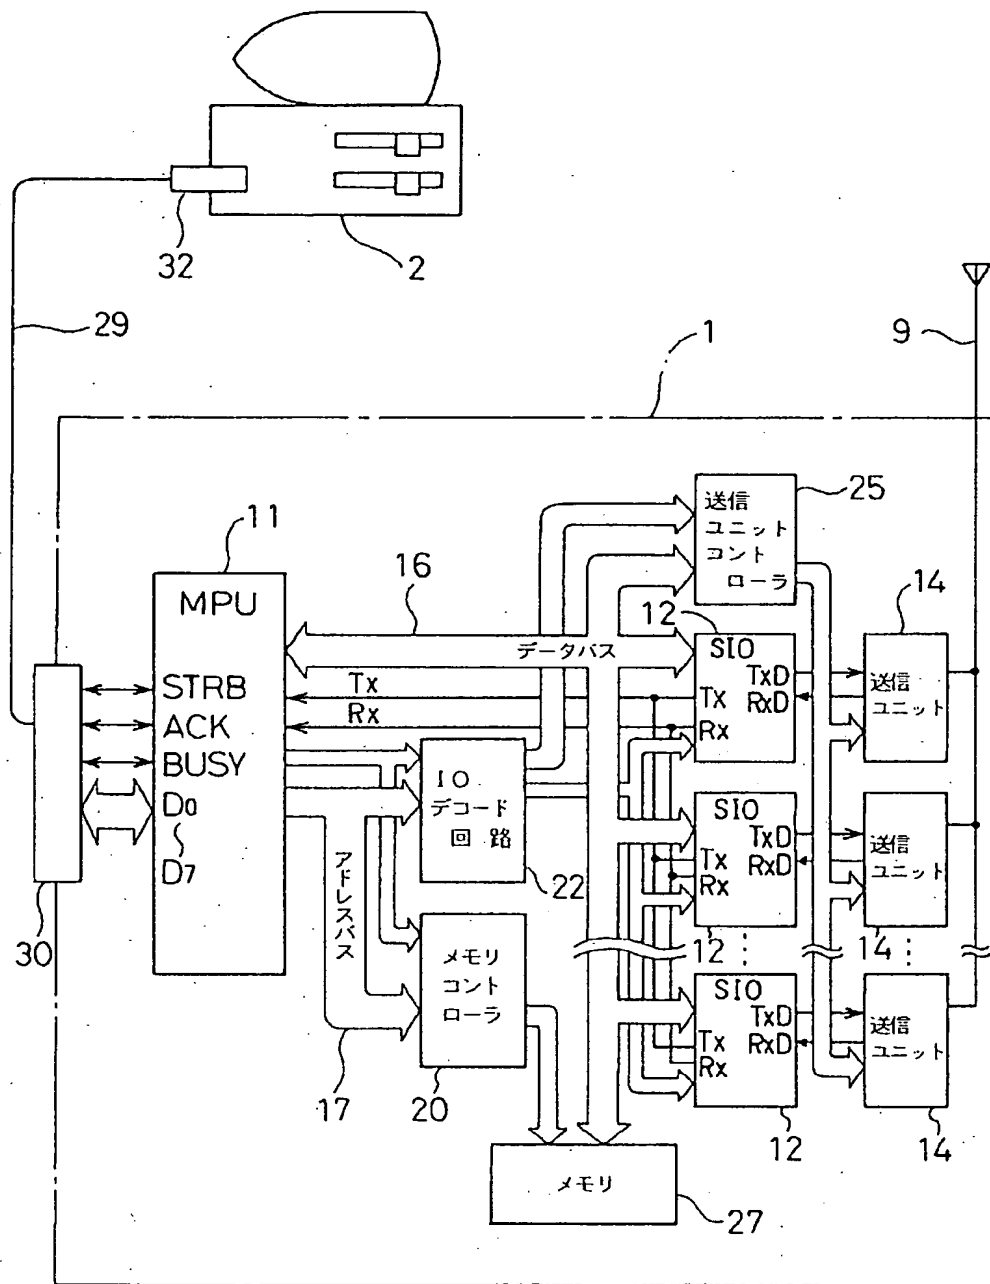 32
2
29
1
9
送信
ユニット
コント
ローラ
25
11
MPU
16
データバス
STRB
ACK
BUSY
D0
D7
30
Tx
Rx
IO
デコード
回路
22
アドレスバス
17
メモリ
コント
ローラ
20
メモリ
27
12
SIO
TxD
Tx
RxD
Rx
14
送信
ユニット
SIO
TxD
Tx
RxD
Rx
12
送信
ユニット
14
SIO
TxD
Tx
RxD
Rx
12
送信
ユニット
14